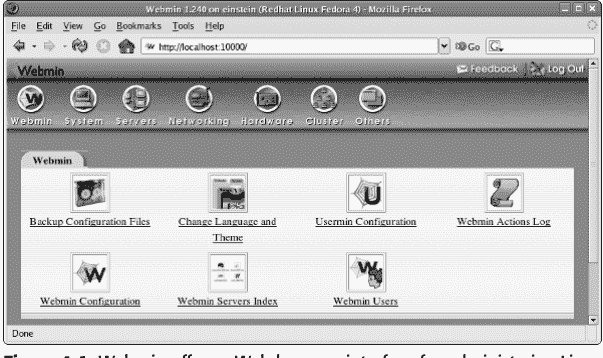 Webmin 1.240 on einstein (Redhat Linux Fedora 4) - Mozilla Firefox
File Edit View Go Bookmarks Tools Help
http://localhost:10000/ Go
Webmin Feedback Log Out
Webmin System Servers Networking Hardware Cluster Others
Webmin
Backup Configuration Files Change Language and Theme Usermin Configuration Webmin Actions Log
Webmin Configuration Webmin Servers Index Webmin Users
Done